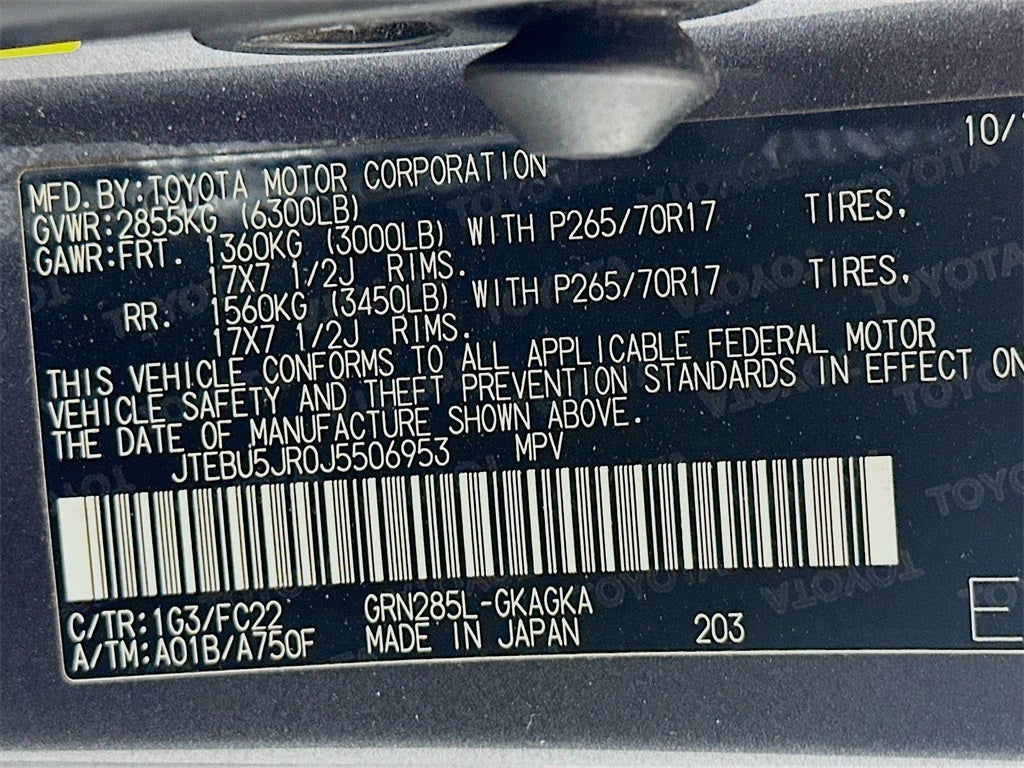 10/
MFD.BY:TOYOTA MOTOR CORPORATION
GVWR:2855KG (6300LB)
GAWR:FRT. 1360KG (3000LB) WITH P265/70R17 TIRES,
17X7 1/2J RIMS.
RR. 1560KG (3450LB) WITH P265/70R17 TIRES,
17X7 1/2J RIMS.
THIS VEHICLE CONFORMS TO ALL APPLICABLE FEDERAL MOTOR
VEHICLE SAFETY AND THEFT PREVENTION STANDARDS IN EFFECT ON
THE DATE OF MANUFACTURE SHOWN ABOVE.
JTEBU5JR0J5506953 MPV
C/TR:1G3/FC22 GRN285L-GKAGKA
A/TM:A01B/A750F MADE IN JAPAN 203
E